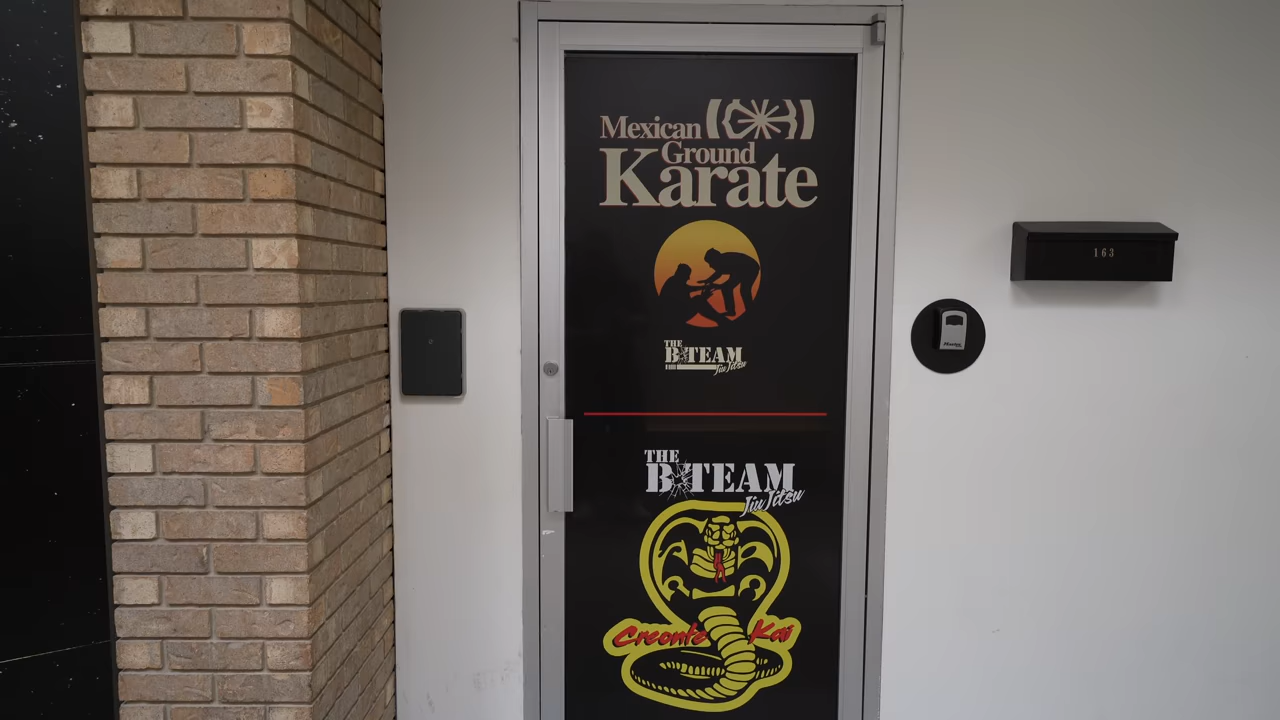 Mexican
Ground
Karate
THE
B TEAM
Jiu Jitsu
THE
B TEAM
Jiu Jitsu
Creonte Kai
163